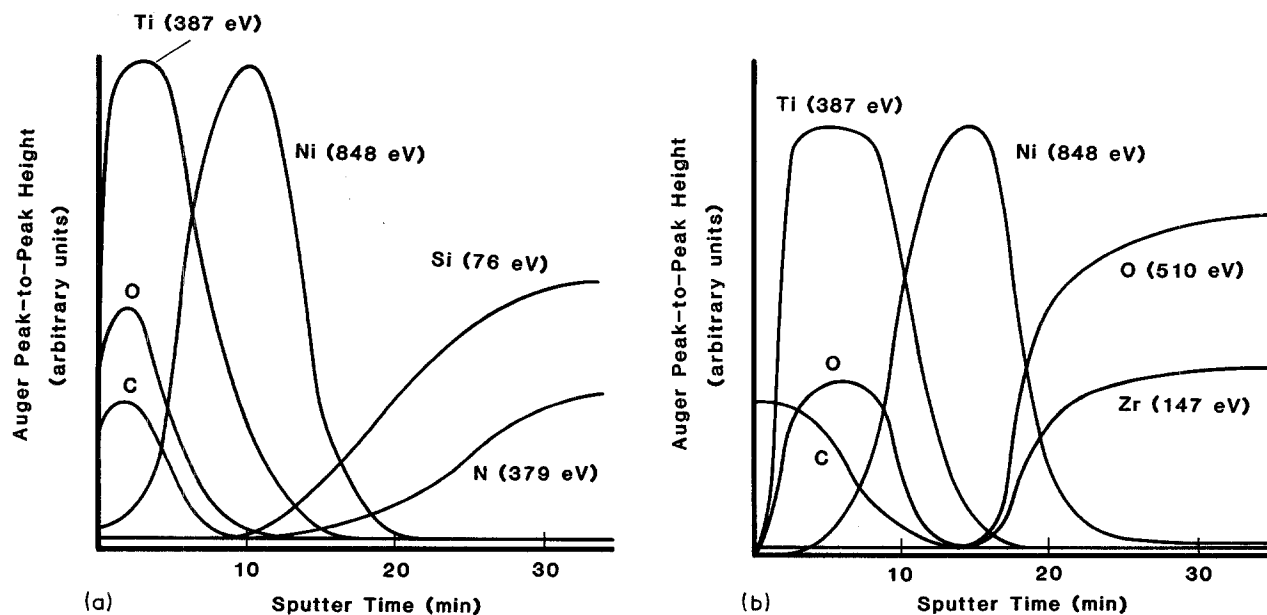 Ti (387 eV)
Ni (848 eV)
Si (76 eV)
O
C
N (379 eV)
Auger Peak-to-Peak Height
(arbitrary units)
10
20
30
(a)
Sputter Time (min)
Ti (387 eV)
Ni (848 eV)
O (510 eV)
O
Zr (147 eV)
C
Auger Peak-to-Peak Height
(arbitrary units)
10
20
30
(b)
Sputter Time (min)